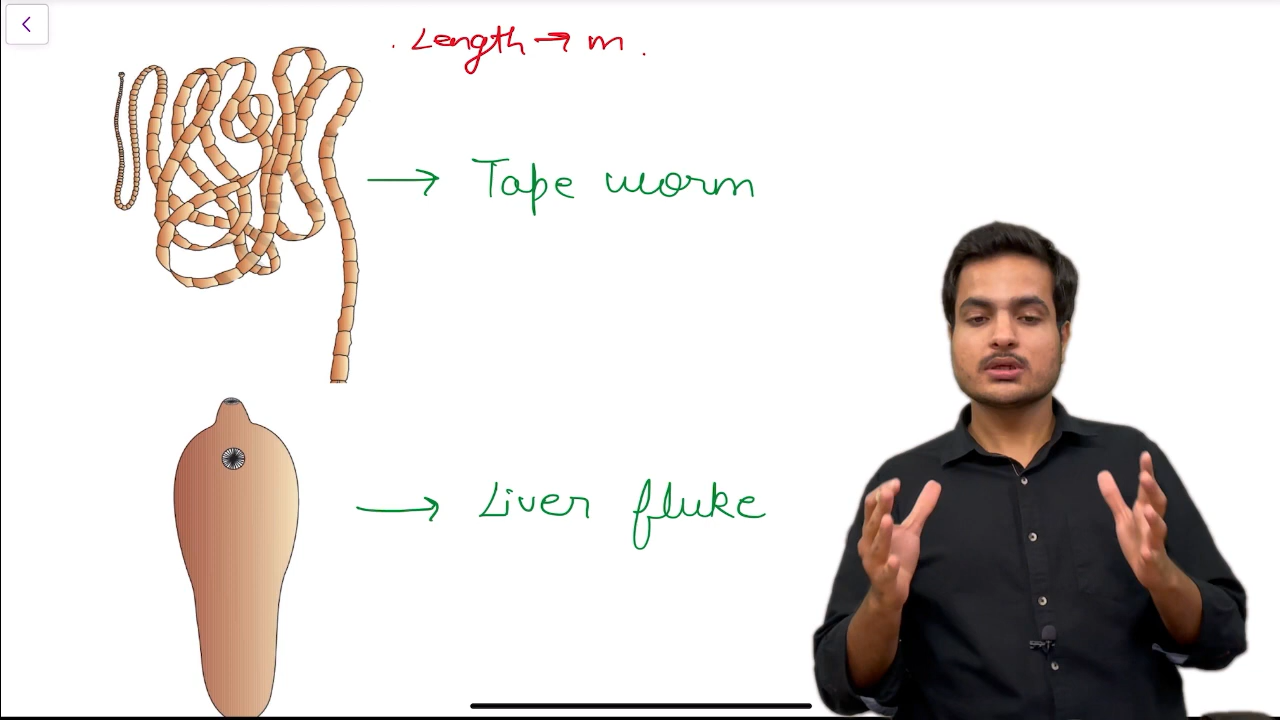 . Length → m .
→ Tape worm
→ Liver fluke